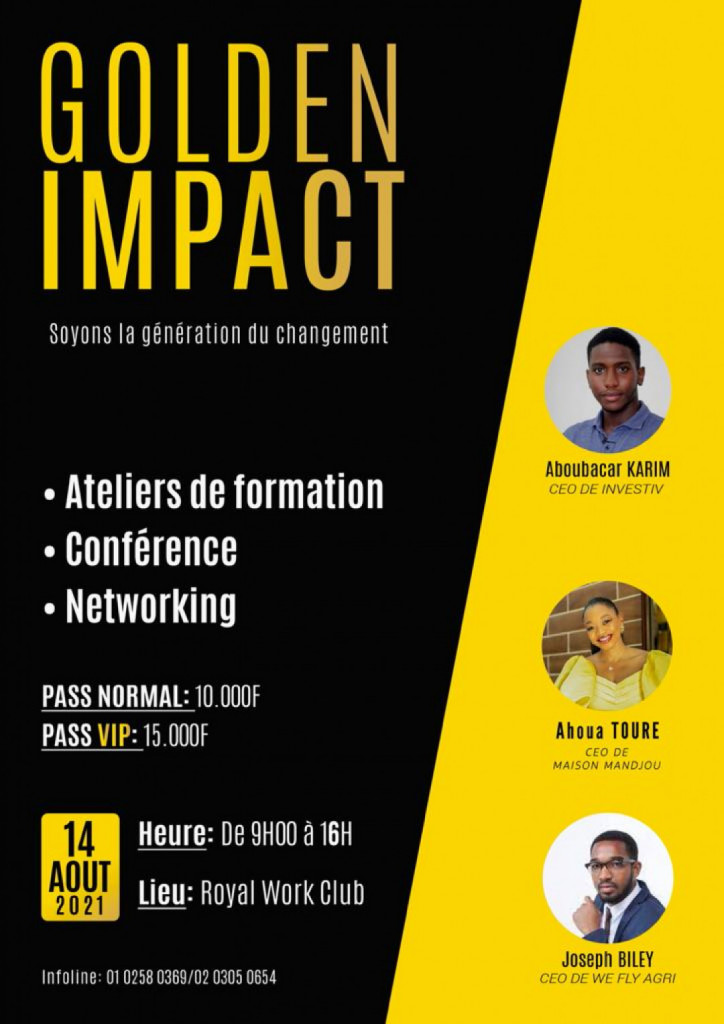 GOLDEN
IMPACT
Soyons la génération du changement
• Ateliers de formation
• Conférence
• Networking
PASS NORMAL: 10.000F
PASS VIP: 15.000F
14
AOUT
2021
Heure: De 9H00 à 16H
Lieu: Royal Work Club
Infoline: 01 0258 0369/02 0305 0654
Aboubacar KARIM
CEO DE INVESTIV
Ahoua TOURE
CEO DE
MAISON MANDJOU
Joseph BILEY
CEO DE WE FLY AGRI